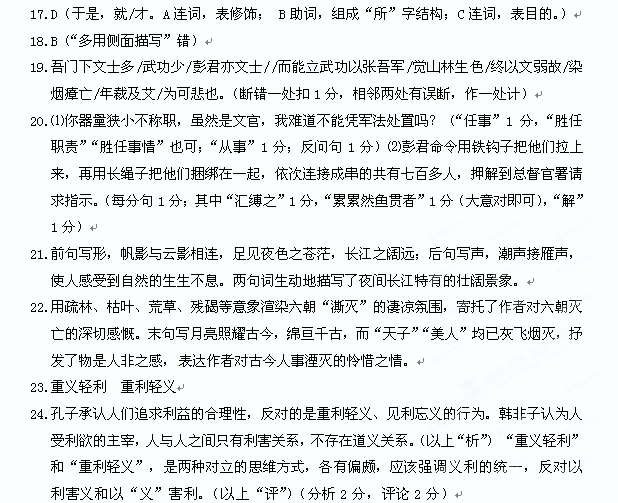 17.D（于是，就/才。A连词，表修饰； B助词，组成“所”字结构；C连词，表目的。）
18.B（“多用侧面描写”错）
19.吾门下文士多/武功少/彭君亦文士//而能立武功以张吾军/觉山林生色/终以文弱故/染
烟瘴亡/年裁及艾/为可悲也。（断错一处扣1分，相邻两处有误断，作一处计）
20.⑴你器量狭小不称职，虽然是文官，我难道不能凭军法处置吗？（“任事”1分，“胜任
职责”“胜任事情”也可；“从事”1分；反问句1分）⑵彭君命令用铁钩子把他们拉上
来，再用长绳子把他们捆绑在一起，依次连接成串的共有七百多人，押解到总督官署请
求指示。（每分句1分；其中“汇缚之”1分，“累累然鱼贯者”1分（大意对即可），“解”
1分）
21.前句写形，帆影与云影相连，足见夜色之苍茫，长江之阔远；后句写声，潮声接雁声，
使人感受到自然的生生不息。两句词生动地描写了夜间长江特有的壮阔景象。
22.用疏林、枯叶、荒草、残碣等意象渲染六朝“澌灭”的凄凉氛围，寄托了作者对六朝灭
亡的深切感慨。末句写月亮照耀古今，绵亘千古，而“天子”“美人”均已灰飞烟灭，抒
发了物是人非之感，表达作者对古今人事湮灭的怜惜之情。
23.重义轻利 重利轻义
24.孔子承认人们追求利益的合理性，反对的是重利轻义、见利忘义的行为。韩非子认为人
受利欲的主宰，人与人之间只有利害关系，不存在道义关系。（以上“析”）“重义轻利”
和“重利轻义”，是两种对立的思维方式，各有偏颇，应该强调义利的统一，反对以
利害义和以“义”害利。（以上“评”）（分析2分，评论2分）